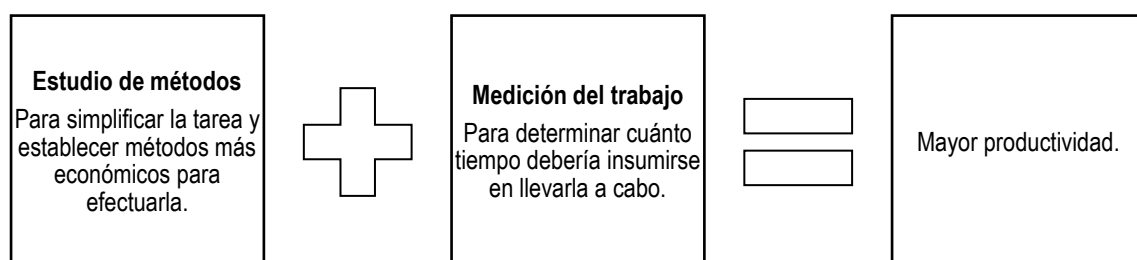 Estudio de métodos
Para simplificar la tarea y
establecer métodos más
económicos para
efectuarla.
Medición del trabajo
Para determinar cuánto
tiempo debería insumirse
en llevarla a cabo.
Mayor productividad.